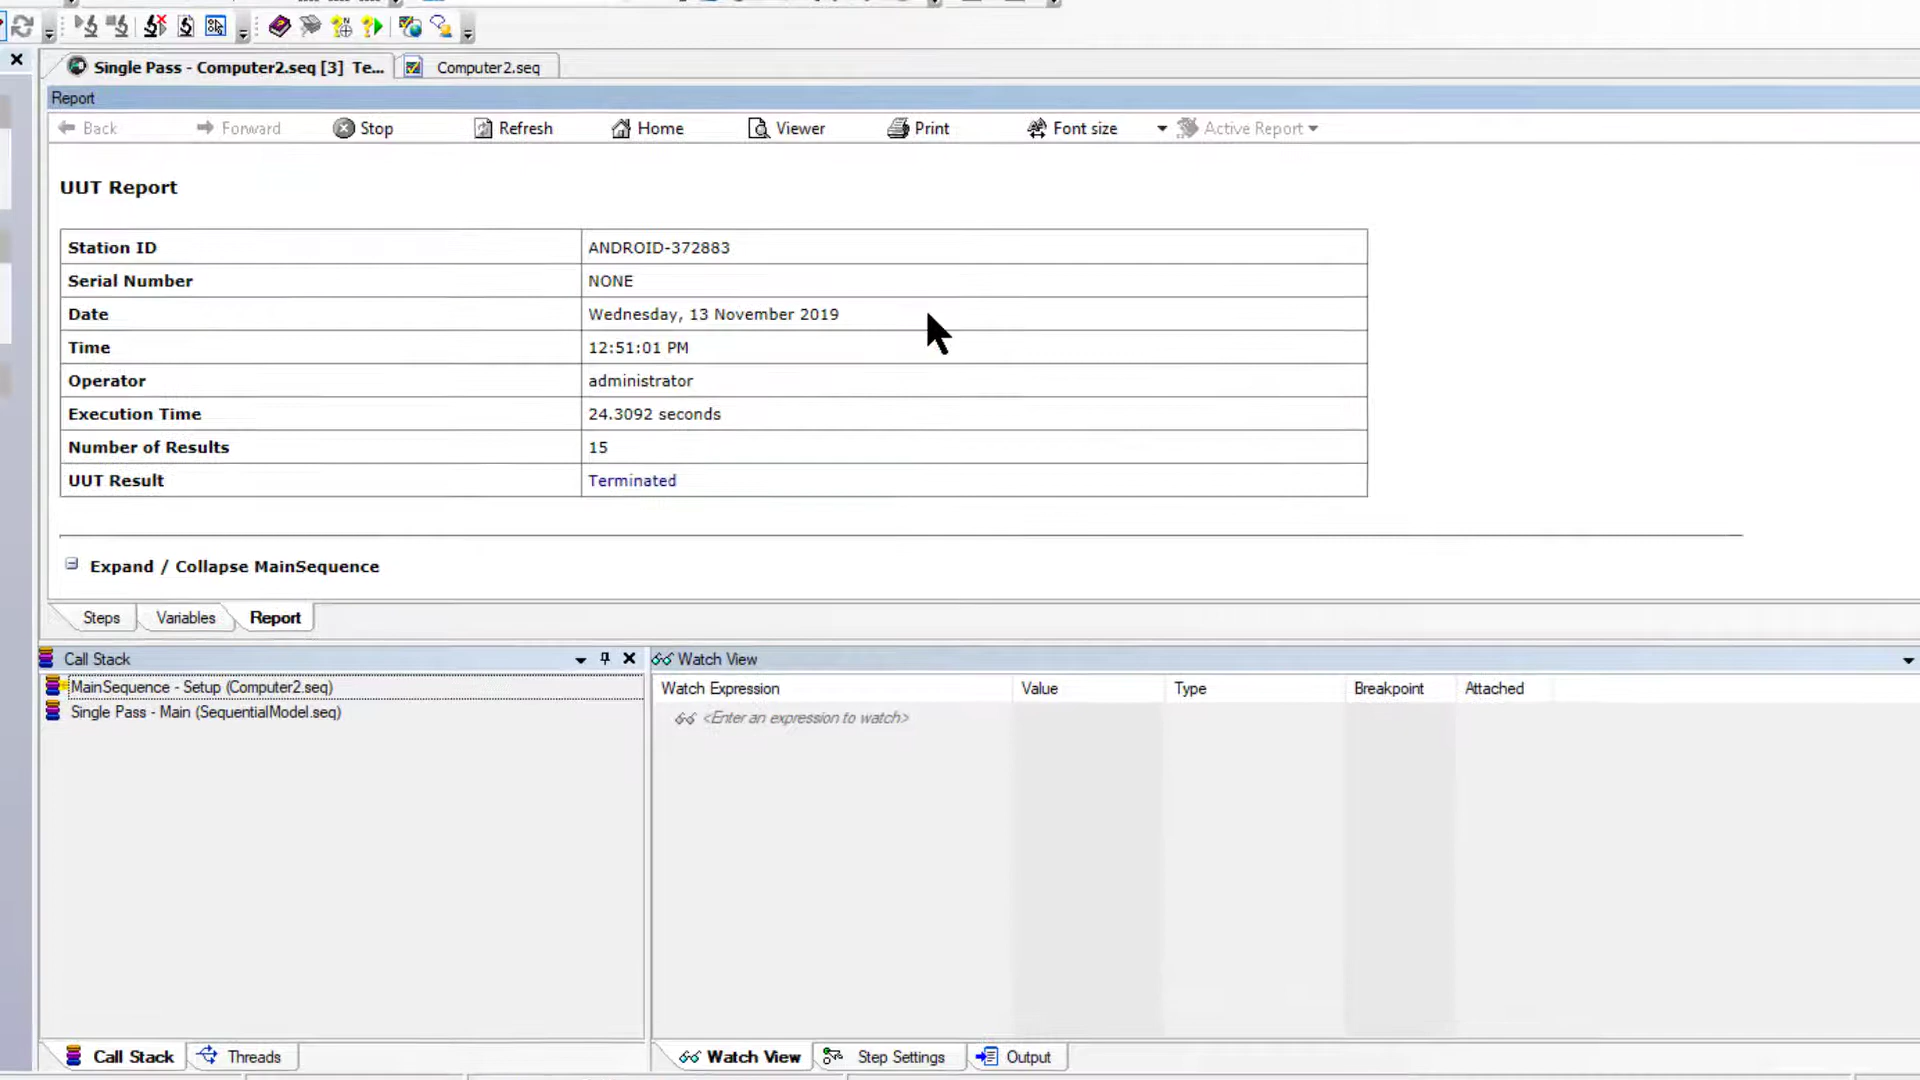 Single Pass - Computer2.seq [3] Te...
Computer2.seq
Report
Back
Forward
Stop
Refresh
Home
Viewer
Print
Font size
Active Report
UUT Report
Station ID ANDROID-372883
Serial Number NONE
Date Wednesday, 13 November 2019
Time 12:51:01 PM
Operator administrator
Execution Time 24.3092 seconds
Number of Results 15
UUT Result Terminated
Expand / Collapse MainSequence
Steps
Variables
Report
Call Stack
MainSequence - Setup (Computer2.seq)
Single Pass - Main (SequentialModel.seq)
Watch View
Watch Expression Value Type Breakpoint Attached
<Enter an expression to watch>
Call Stack
Threads
Watch View
Step Settings
Output